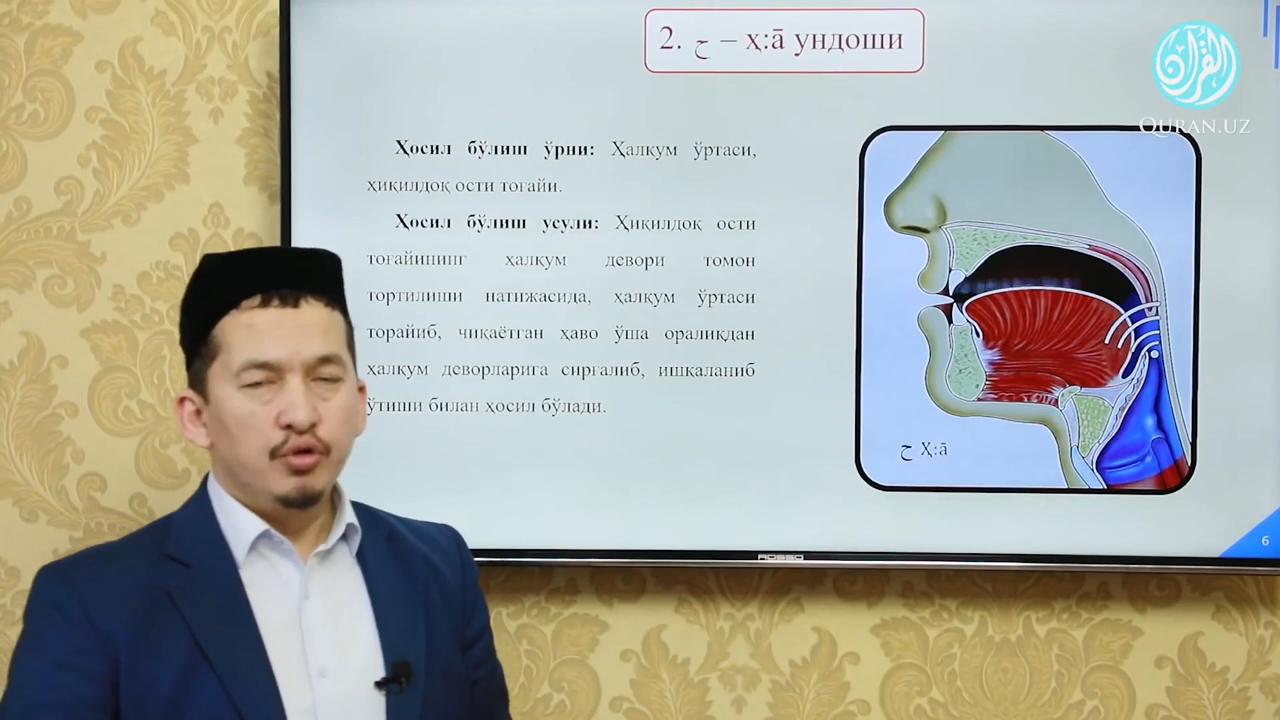 2. ح – ҳ:ā ундоши
القرآن
QURAN.UZ
Ҳосил бўлиш ўрни: Ҳалқум ўртаси,
ҳиқилдоқ ости тоғайи.
Ҳосил бўлиш усули: Ҳиқилдоқ ости
тоғайининг ҳалқум девори томон
тортилиши натижасида, ҳалқум ўртаси
торайиб, чиқаётган ҳаво ўша оралиқдан
ҳалқум деворларига сирғалиб, ишқаланиб
ўтиши билан ҳосил бўлади.
ح Ҳ:ā
6
ROSSO